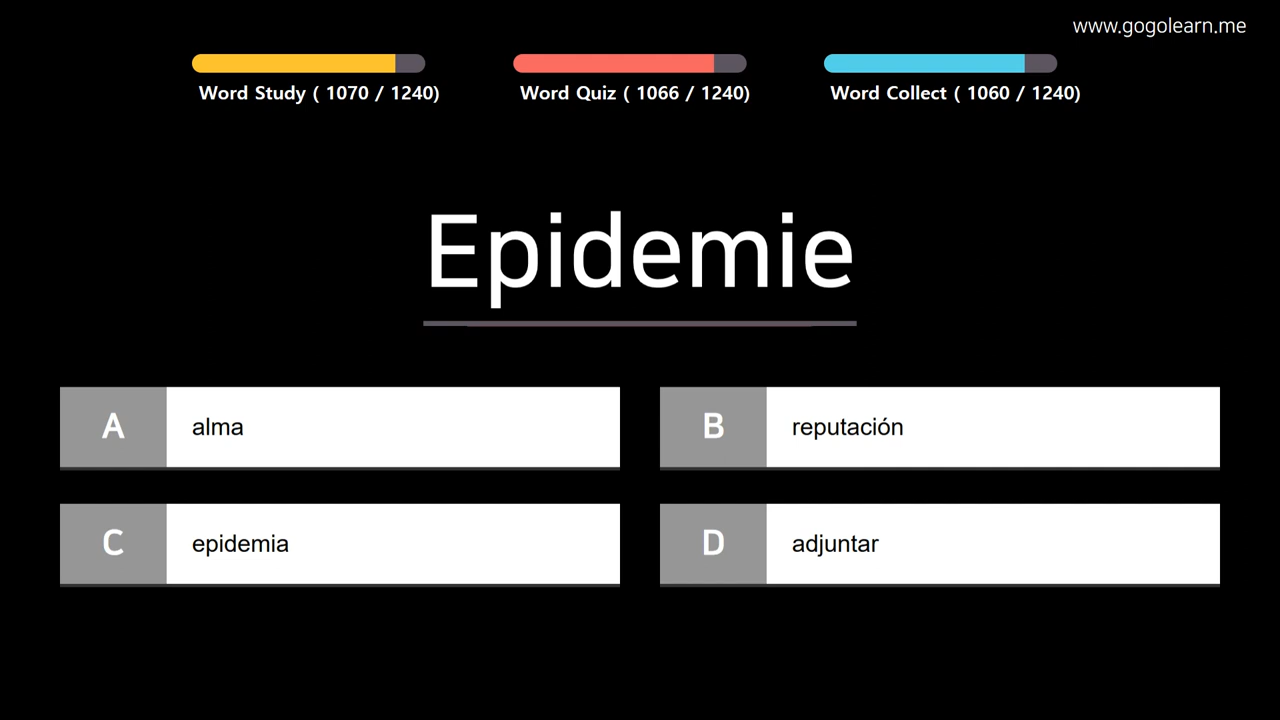 www.gogolearn.me
Word Study ( 1070 / 1240)
Word Quiz ( 1066 / 1240)
Word Collect ( 1060 / 1240)
Epidemie
A alma
B reputación
C epidemia
D adjuntar